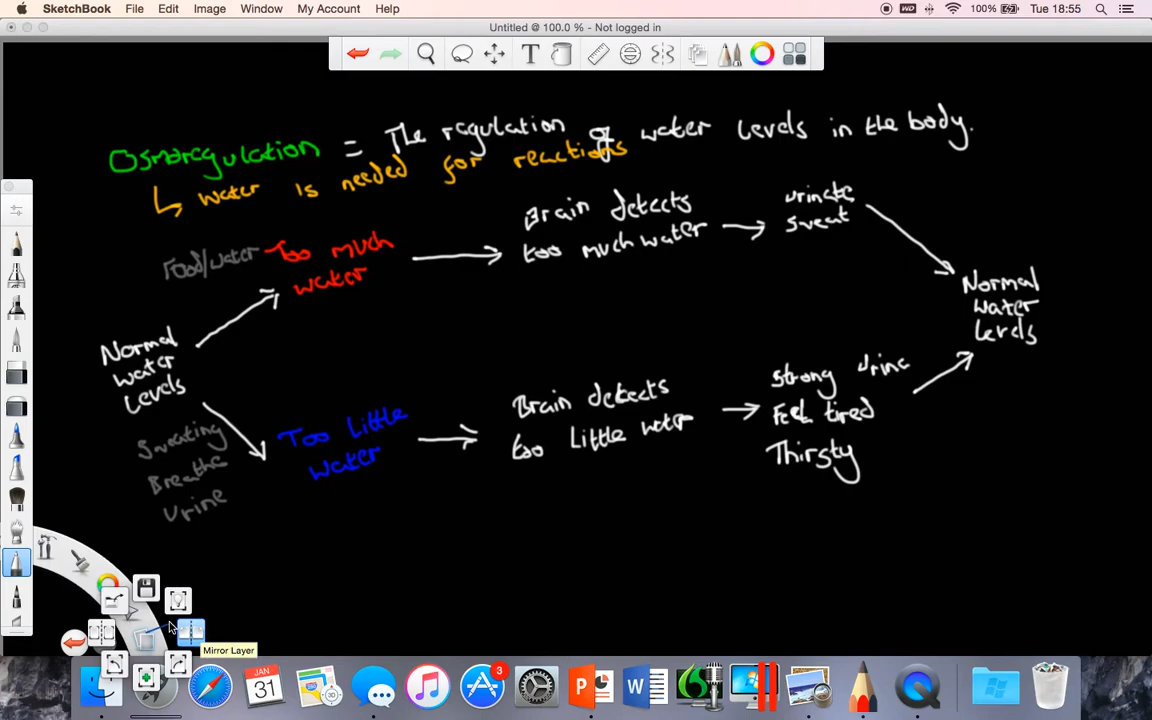 SketchBook File Edit Image Window My Account Help 100% Tue 18:55
Untitled @ 100.0 % - Not logged in
Osmoregulation = The regulation of water levels in the body.
↳ water is needed for reactions
Food/water
Too much
water
Brain detects
too much water
urinate
sweat
Normal
water
levels
Normal
water
levels
Sweating
Breathe
Urine
Too little
water
Brain detects
too little water
Strong urine
Feel tired
Thirsty
Mirror Layer
JAN
31
3